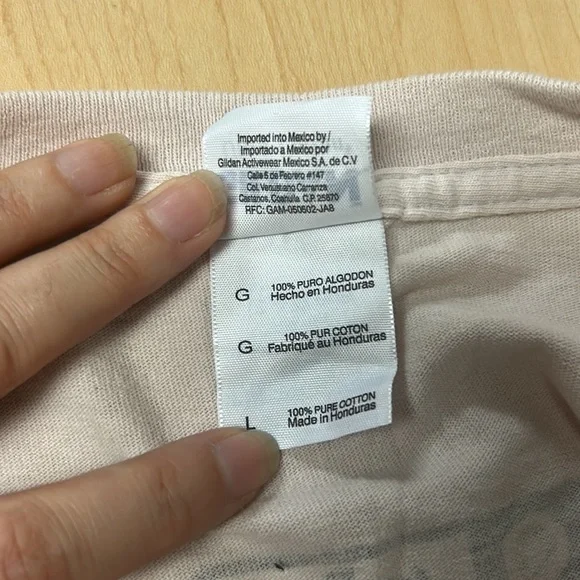 Imported into Mexico by/
Importado a Mexico por
Gildan Activewear Mexico S.A. de C.V
Calle 6 de Febrero #147
Col. Venustiano Carranza
Castanos, Coahuila C.P. 25870
RFC: GAM-050502-JA8
G 100% PURO ALGODON
Hecho en Honduras
G 100% PUR COTON
Fabriqué au Honduras
L 100% PURE COTTON
Made in Honduras